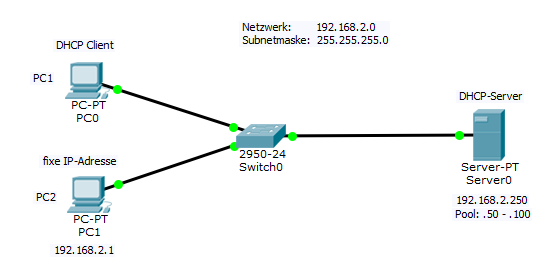 Netzwerk: 192.168.2.0
Subnetmaske: 255.255.255.0
DHCP Client
PC1
PC-PT
PC0
fixe IP-Adresse
PC2
PC-PT
PC1
192.168.2.1
2950-24
Switch0
DHCP-Server
Server-PT
Server0
192.168.2.250
Pool: .50 - .100